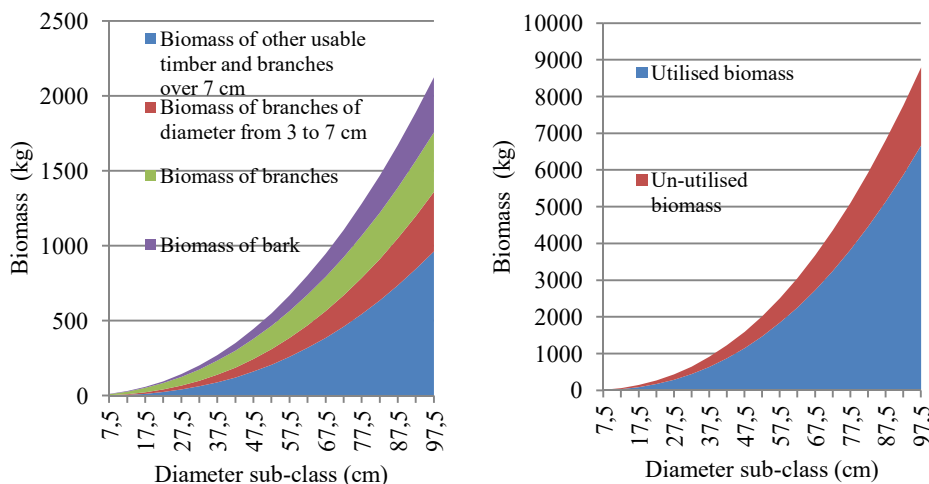 2500
2000
1500
1000
500
0
Biomass (kg)
Biomass of other usable
timber and branches
over 7 cm
Biomass of branches of
diameter from 3 to 7 cm
Biomass of branches
Biomass of bark
7,5
17,5
27,5
37,5
47,5
57,5
67,5
77,5
87,5
97,5
Diameter sub-class (cm)
10000
9000
8000
7000
6000
5000
4000
3000
2000
1000
0
Biomass (kg)
Utilised biomass
Un-utilised
biomass
7,5
17,5
27,5
37,5
47,5
57,5
67,5
77,5
87,5
97,5
Diameter sub-class (cm)